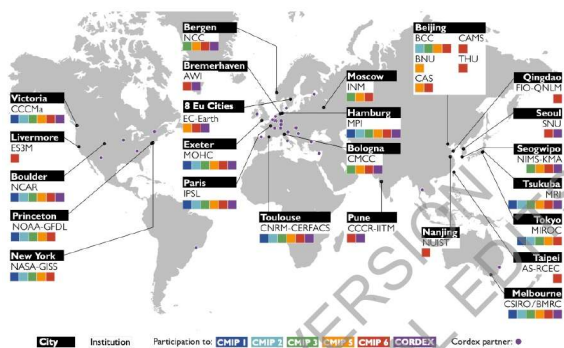 Bergen
NCC
Bremerhaven
AWI
8 Eu Cities
EC-Earth
Exeter
MOHC
Paris
IPSL
Victoria
CCCMa
Livermore
ES3M
Boulder
NCAR
Princeton
NOAA-GFDL
New York
NASA-GISS
Toulouse
CNRM-CERFACS
Moscow
INM
Hamburg
MPI
Bologna
CMCC
Pune
CCCR-IITM
Beijing
BCC CAMS
BNU THU
CAS
Qingdao
FIO-QNLM
Seoul
SNU
Seogwipo
NIMS-KMA
Tsukuba
MRI
Tokyo
MIROC
Nanjing
NUIST
Taipei
AS-RCEC
Melbourne
CSIRO/BMRC
VERSION
City Institution Participation to: CMIP 1 CMIP 2 CMIP 3 CMIP 5 CMIP 6 CORDEX Cordex partner: